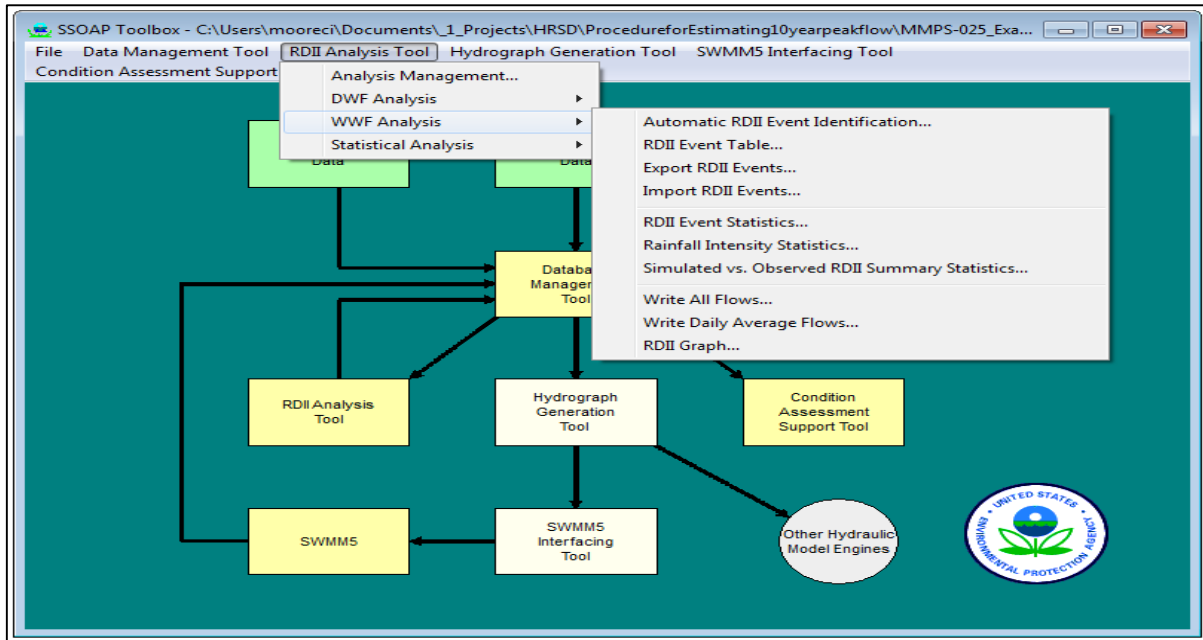 SSOAP Toolbox - C:\Users\mooreci\Documents\_1_Projects\HRSD\ProcedureforEstimating10yearpeakflow\MMPS-025_Exa...
File Data Management Tool RDII Analysis Tool Hydrograph Generation Tool SWMM5 Interfacing Tool
Condition Assessment Support
Analysis Management...
DWF Analysis
WWF Analysis
Statistical Analysis
Automatic RDII Event Identification...
RDII Event Table...
Export RDII Events...
Import RDII Events...
RDII Event Statistics...
Rainfall Intensity Statistics...
Simulated vs. Observed RDII Summary Statistics...
Write All Flows...
Write Daily Average Flows...
RDII Graph...
Data
Data
Databa
Managem
Tool
RDII Analysis
Tool
Hydrograph
Generation
Tool
Condition
Assessment
Support Tool
SWMM5
SWMM5
Interfacing
Tool
Other Hydraulic
Model Engines
UNITED STATES
ENVIRONMENTAL PROTECTION AGENCY